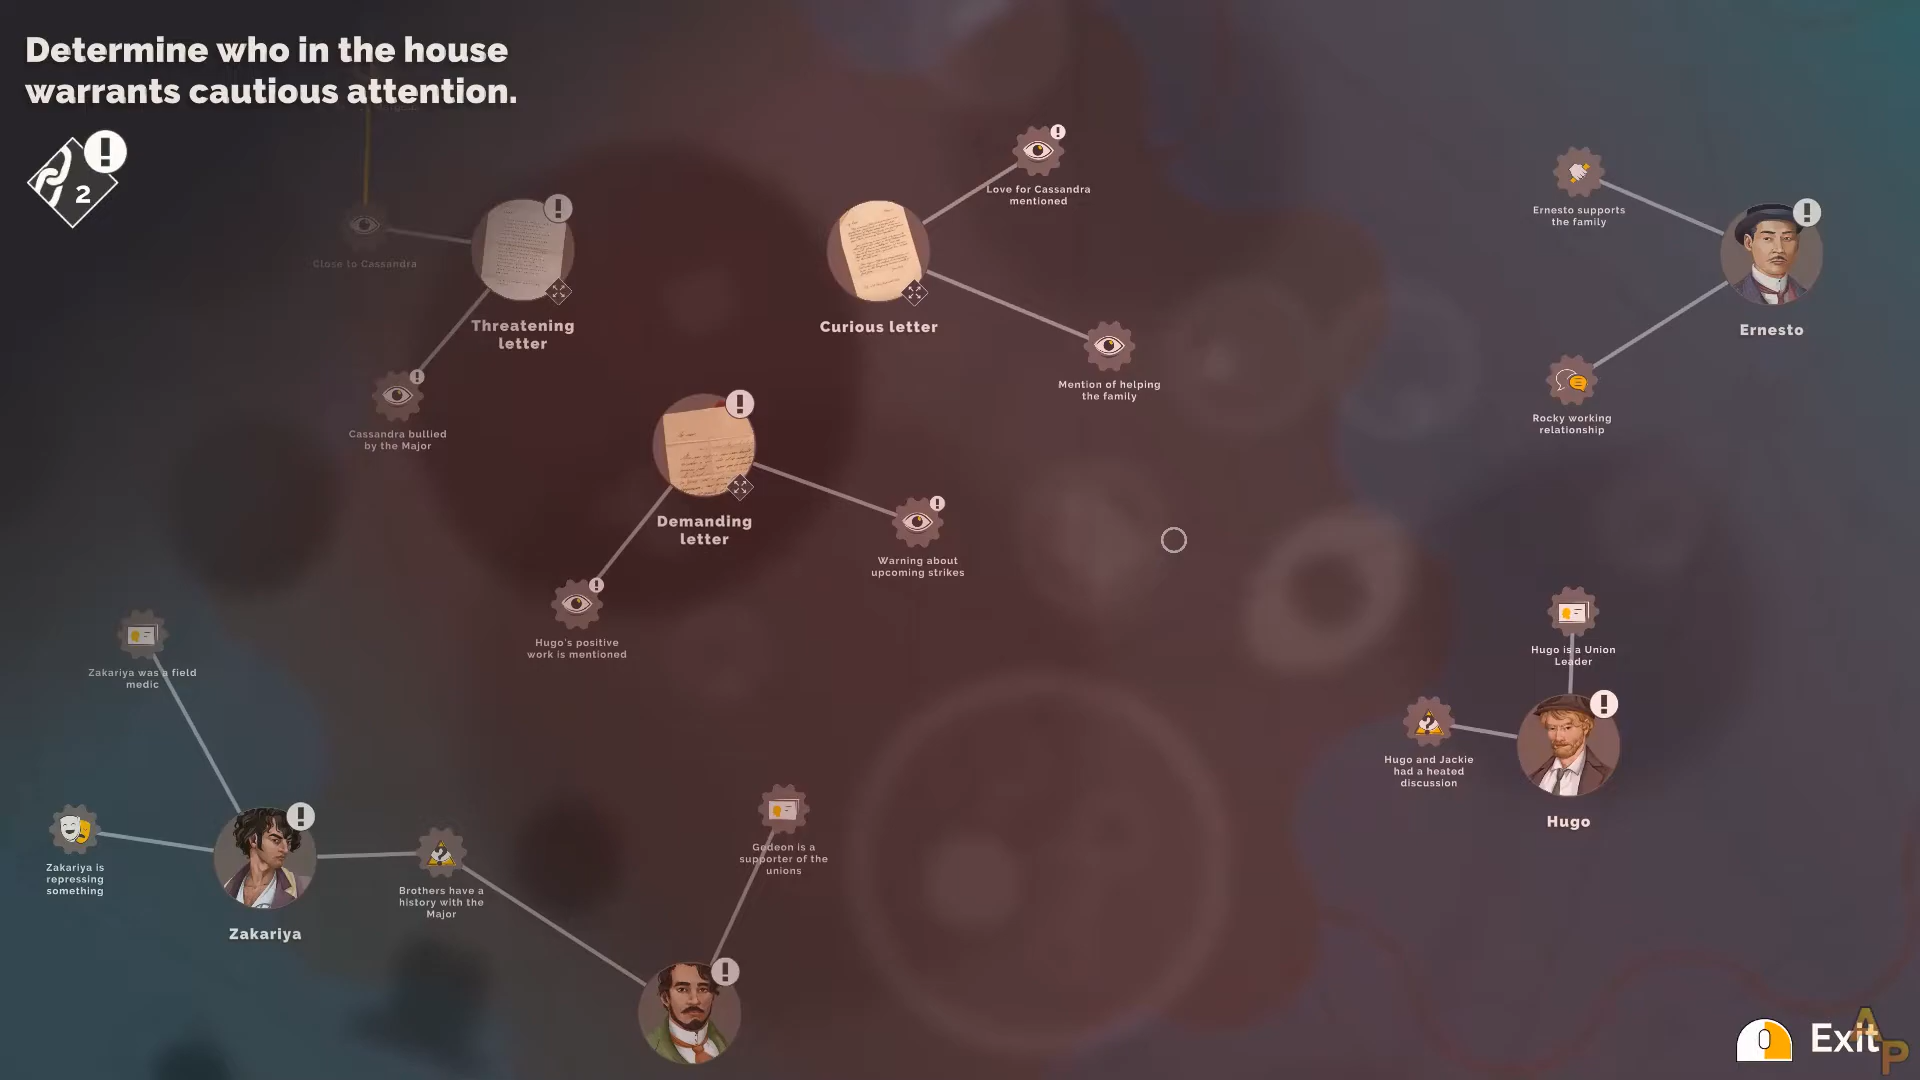 Determine who in the house
warrants cautious attention.
2
Close to Cassandra
Threatening
letter
Cassandra bullied
by the Major
Love for Cassandra
mentioned
Curious letter
Mention of helping
the family
Ernesto supports
the family
Ernesto
Rocky working
relationship
Demanding
letter
Warning about
upcoming strikes
Hugo's positive
work is mentioned
Hugo is a Union
Leader
Hugo and Jackie
had a heated
discussion
Hugo
Zakariya was a field
medic
Zakariya is
repressing
something
Zakariya
Brothers have a
history with the
Major
Gedeon is a
supporter of the
unions
Exit
AP